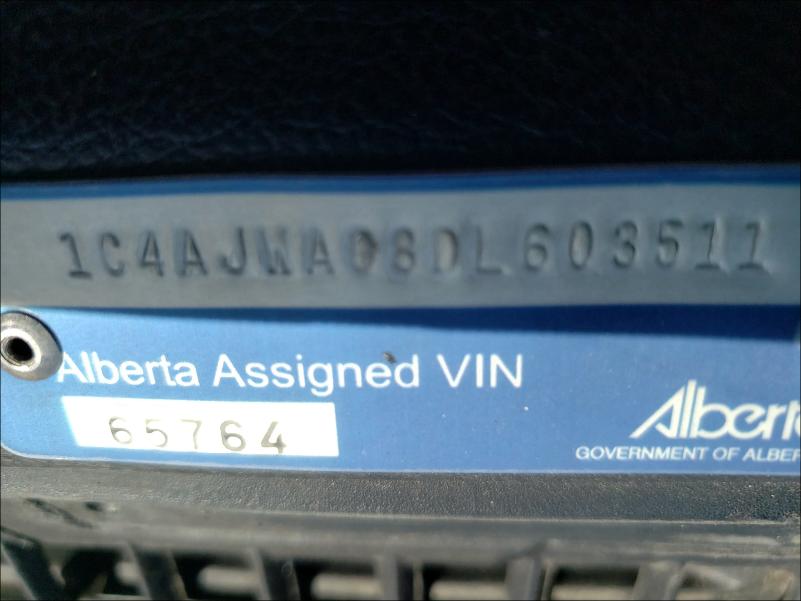 1C4AJWA08DL603511
Alberta Assigned VIN
65764
Albert
GOVERNMENT OF ALBER